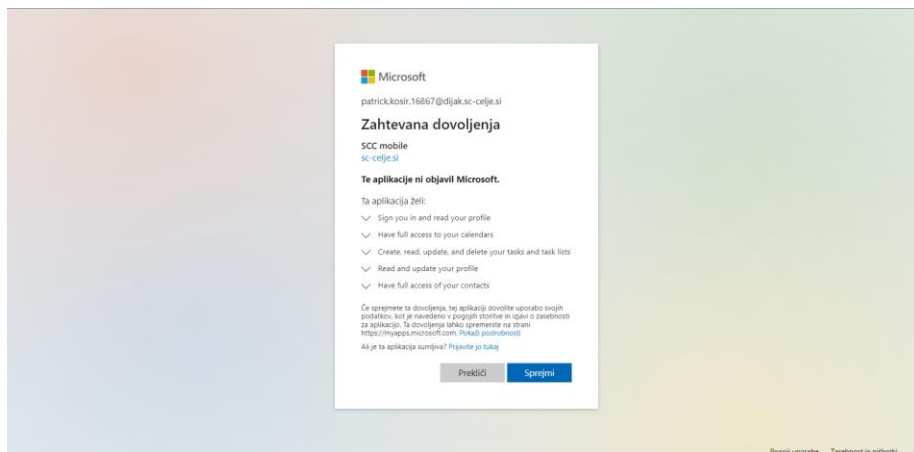 Microsoft
patrick.kosir.16867@dijak.sc-celje.si
Zahtevana dovoljenja
SCC mobile
sc-celje.si
Te aplikacije ni objavil Microsoft.
Ta aplikacija želi:
Sign you in and read your profile
Have full access to your calendars
Create, read, update, and delete your tasks and task lists
Read and update your profile
Have full access of your contacts
Če sprejmete ta dovoljenja, tej aplikaciji dovolite uporabo svojih
podatkov, kot je navedeno v pogojih storitve in izjavi o zasebnosti
za aplikacijo. Ta dovoljenja lahko spremenite na strani
https://myapps.microsoft.com. Pokaži podrobnosti
Ali je ta aplikacija sumljiva? Prijavite jo tukaj
Prekliči Sprejmi
Pogoji uporabe Zasebnost in piškotki